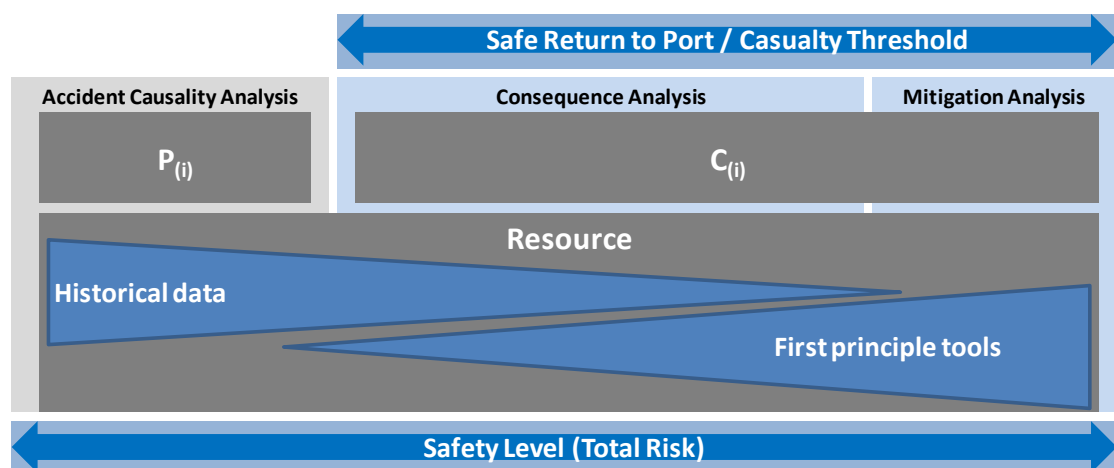 Safe Return to Port / Casualty Threshold
Accident Causality Analysis
Consequence Analysis
Mitigation Analysis
P(i)
C(i)
Resource
Historical data
First principle tools
Safety Level (Total Risk)